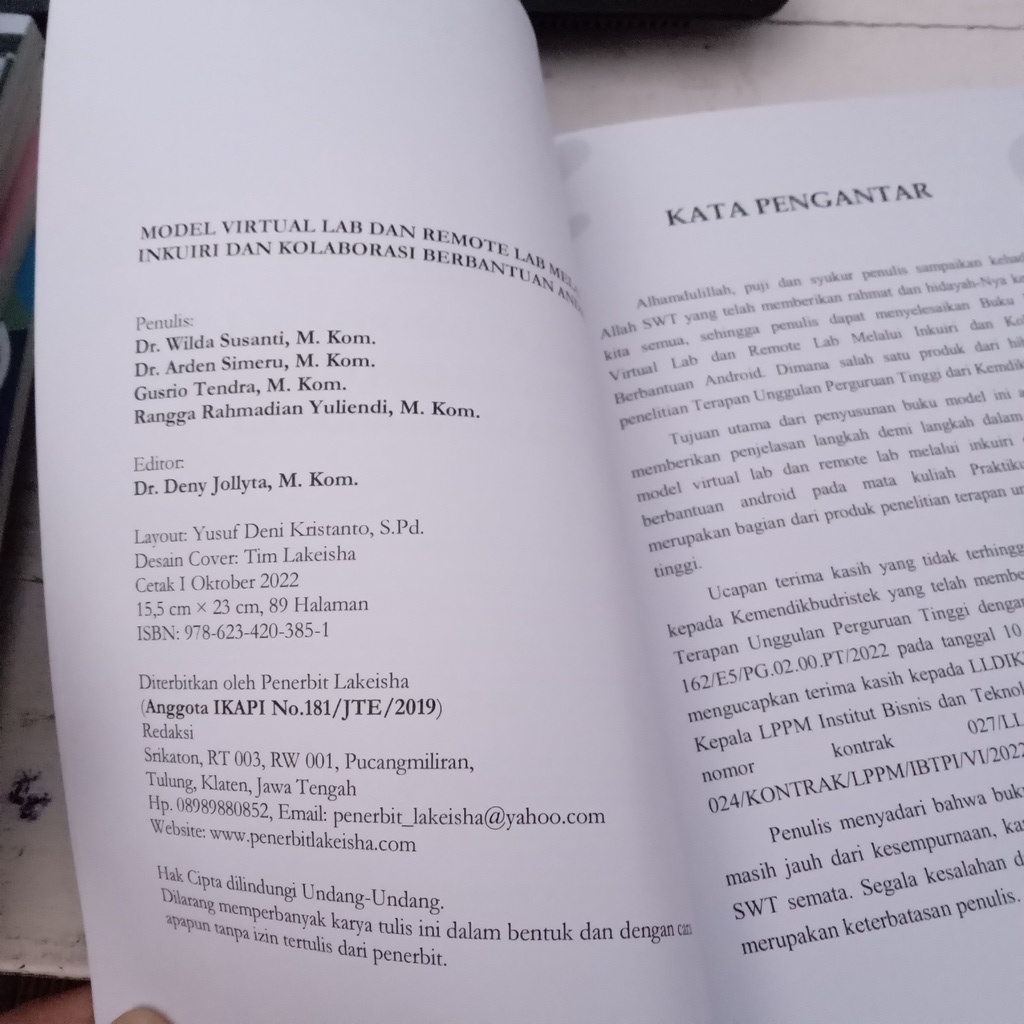 MODEL VIRTUAL LAB DAN REMOTE LAB
INKUIRI DAN KOLABORASI BERBANTUAN
Penulis:
Dr. Wilda Susanti, M. Kom.
Dr. Arden Simeru, M. Kom.
Gusrio Tendra, M. Kom.
Rangga Rahmadian Yuliendi, M. Kom.
Editor:
Dr. Deny Jollyta, M. Kom.
Layout: Yusuf Deni Kristanto, S.Pd.
Desain Cover: Tim Lakeisha
Cetak I Oktober 2022
15,5 cm × 23 cm, 89 Halaman
ISBN: 978-623-420-385-1
Diterbitkan oleh Penerbit Lakeisha
(Anggota IKAPI No.181/JTE/2019)
Redaksi
Srikaton, RT 003, RW 001, Pucangmiliran,
Tulung, Klaten, Jawa Tengah
Hp. 08989880852, Email: penerbit_lakeisha@yahoo.com
Website: www.penerbitlakeisha.com
Hak Cipta dilindungi Undang-Undang.
Dilarang memperbanyak karya tulis ini dalam bentuk dan dengan
apapun tanpa izin tertulis dari penerbit.
KATA PENGANTAR
Alhamdulillah, puji dan syukur penulis sampaikan
Allah SWT yang telah memberikan rahmat dan hidayah-Nya
kita semua, sehingga penulis dapat menyelesaikan Buku
Virtual Lab dan Remote Lab Melalui Inkuiri dan
Berbantuan Android. Dimana salah satu produk dari
penelitian Terapan Unggulan Perguruan Tinggi dari
Tujuan utama dari penyusunan buku model ini
memberikan penjelasan langkah demi langkah dalam
model virtual lab dan remote lab melalui inkuiri
berbantuan android pada mata kuliah
merupakan bagian dari produk penelitian terapan
tinggi.
Ucapan terima kasih yang tidak
kepada Kemendikbudristek yang telah
Terapan Unggulan Perguruan Tinggi dengan
162/E5/PG.02.00.PT/2022 pada tanggal 10
mengucapkan terima kasih kepada
Kepala LPPM Institut Bisnis dan
nomor kontrak
024/KONTRAK/LPPM/IBTPI/VI/2022
Penulis menyadari bahwa
masih jauh dari kesempurnaan,
SWT semata. Segala kesalahan
merupakan keterbatasan penulis.